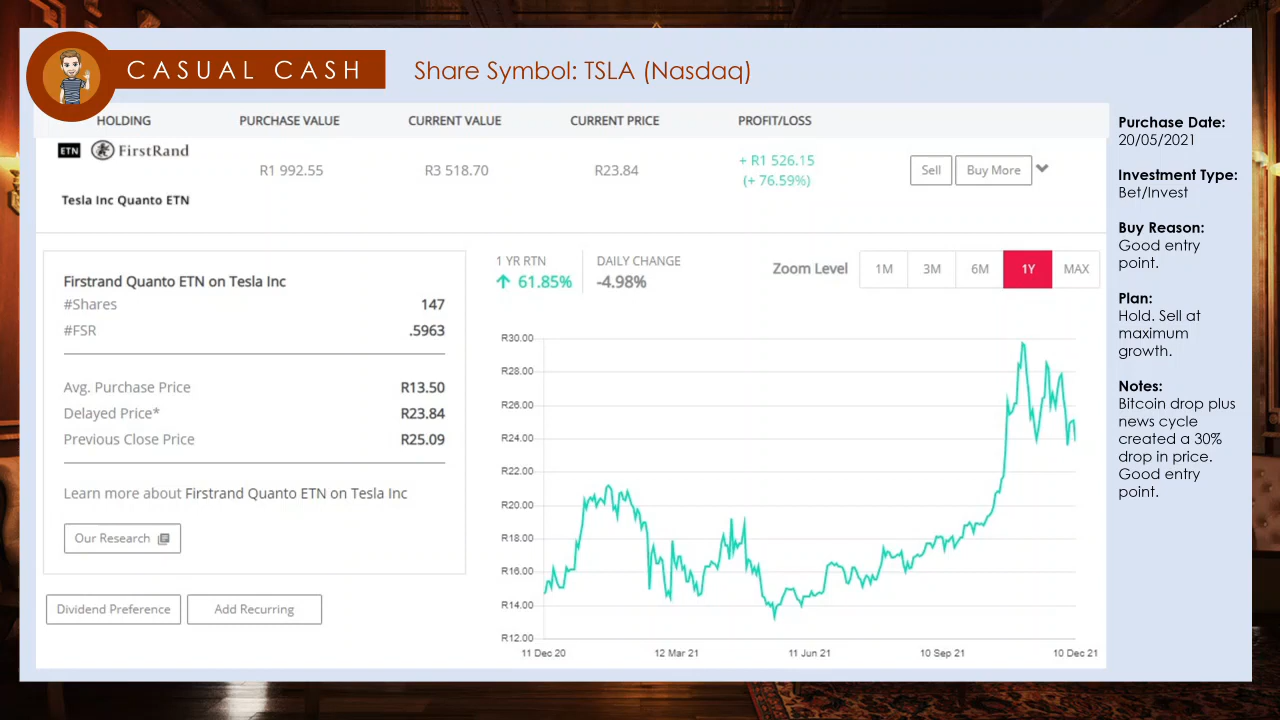 CASUAL CASH
Share Symbol: TSLA (Nasdaq)
HOLDING PURCHASE VALUE CURRENT VALUE CURRENT PRICE PROFIT/LOSS
ETN FirstRand
R1 992.55 R3 518.70 R23.84 + R1 526.15
(+ 76.59%)
Sell Buy More
Tesla Inc Quanto ETN
Firstrand Quanto ETN on Tesla Inc
#Shares 147
#FSR .5963
Avg. Purchase Price R13.50
Delayed Price* R23.84
Previous Close Price R25.09
Learn more about Firstrand Quanto ETN on Tesla Inc
Our Research
Dividend Preference Add Recurring
1 YR RTN DAILY CHANGE
61.85% -4.98%
Zoom Level 1M 3M 6M 1Y MAX
R30.00
R28.00
R26.00
R24.00
R22.00
R20.00
R18.00
R16.00
R14.00
R12.00
11 Dec 20 12 Mar 21 11 Jun 21 10 Sep 21 10 Dec 21
Purchase Date:
20/05/2021
Investment Type:
Bet/Invest
Buy Reason:
Good entry
point.
Plan:
Hold. Sell at
maximum
growth.
Notes:
Bitcoin drop plus
news cycle
created a 30%
drop in price.
Good entry
point.